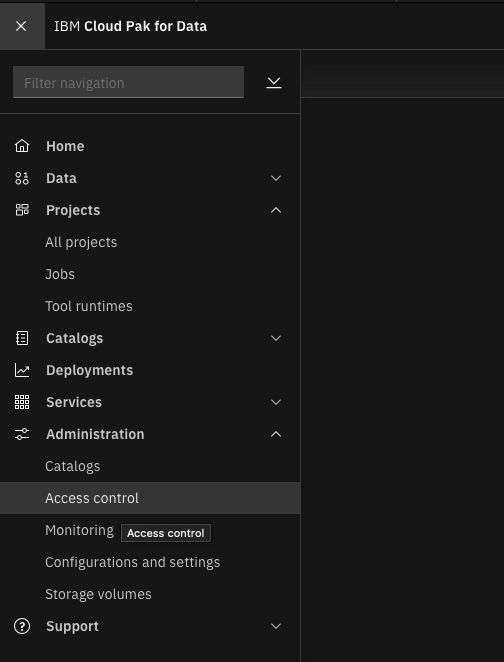 IBM Cloud Pak for Data
Filter navigation
Home
Data
Projects
All projects
Jobs
Tool runtimes
Catalogs
Deployments
Services
Administration
Catalogs
Access control
Monitoring
Access control
Configurations and settings
Storage volumes
Support